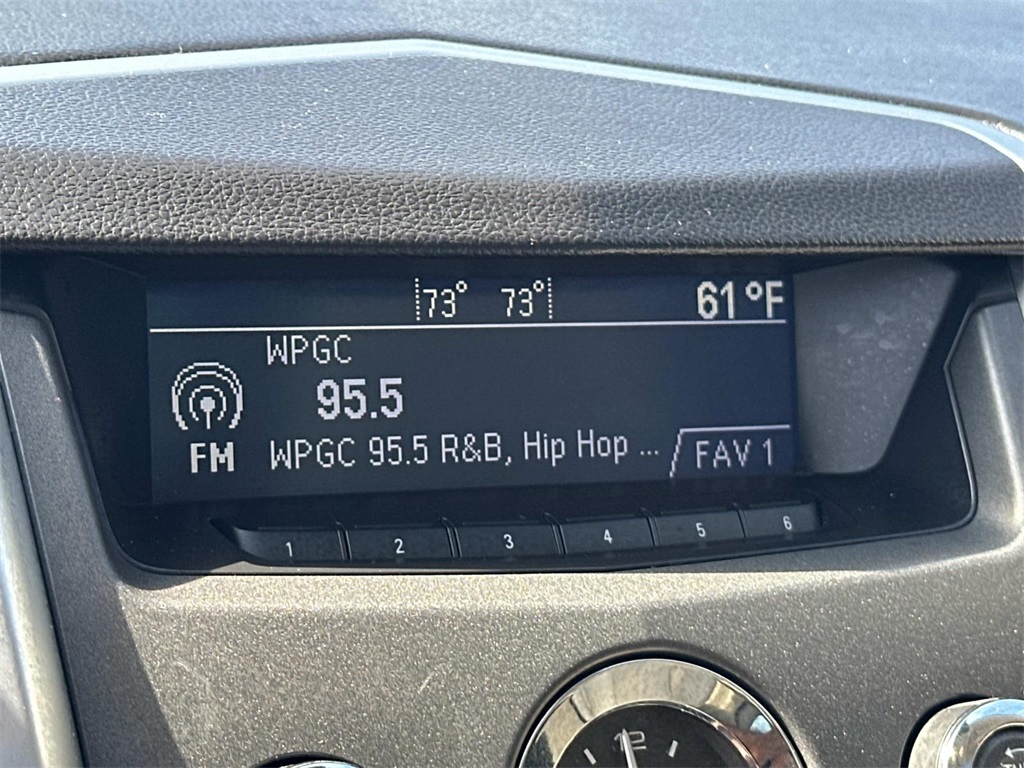 73° 73° 61°F
WPGC
95.5
FM WPGC 95.5 R&B, Hip Hop ... FAV 1
1 2 3 4 5 6
12